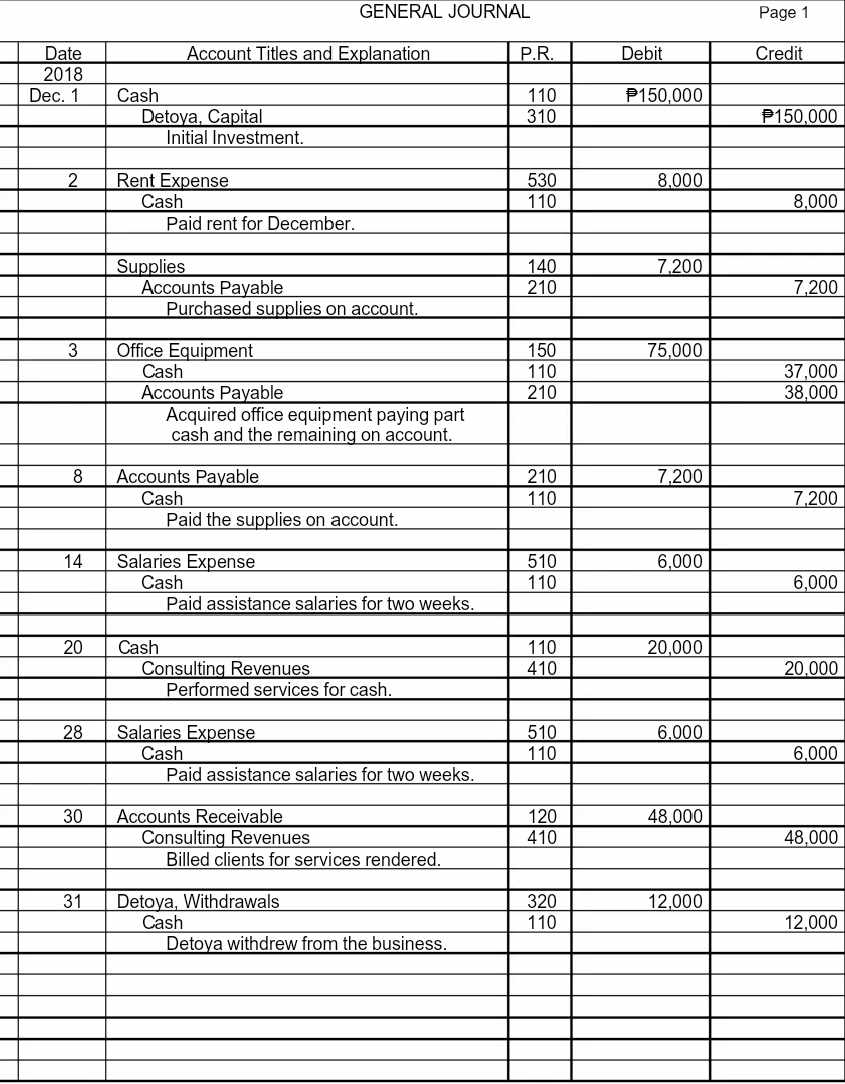 GENERAL JOURNAL Page 1
Date Account Titles and Explanation P.R. Debit Credit
2018
Dec. 1 Cash 110 ₱150,000
Detoya, Capital 310 ₱150,000
Initial Investment.
2 Rent Expense 530 8,000
Cash 110 8,000
Paid rent for December.
Supplies 140 7,200
Accounts Payable 210 7,200
Purchased supplies on account.
3 Office Equipment 150 75,000
Cash 110 37,000
Accounts Payable 210 38,000
Acquired office equipment paying part
cash and the remaining on account.
8 Accounts Payable 210 7,200
Cash 110 7,200
Paid the supplies on account.
14 Salaries Expense 510 6,000
Cash 110 6,000
Paid assistance salaries for two weeks.
20 Cash 110 20,000
Consulting Revenues 410 20,000
Performed services for cash.
28 Salaries Expense 510 6,000
Cash 110 6,000
Paid assistance salaries for two weeks.
30 Accounts Receivable 120 48,000
Consulting Revenues 410 48,000
Billed clients for services rendered.
31 Detoya, Withdrawals 320 12,000
Cash 110 12,000
Detoya withdrew from the business.